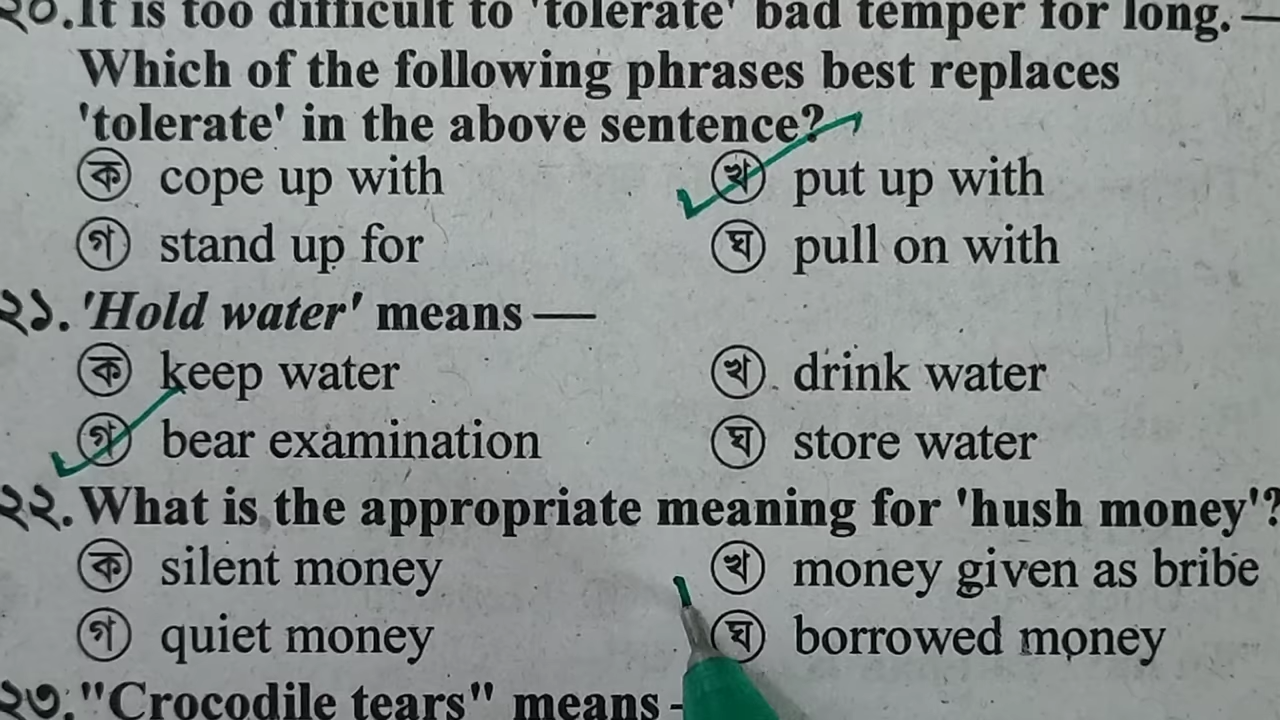 ২০. It is too difficult to 'tolerate' bad temper for long. —
Which of the following phrases best replaces
'tolerate' in the above sentence?
ক cope up with খ put up with
গ stand up for ঘ pull on with
২১. 'Hold water' means —
ক keep water খ drink water
গ bear examination ঘ store water
২২. What is the appropriate meaning for 'hush money'?
ক silent money খ money given as bribe
গ quiet money ঘ borrowed money
২৩. "Crocodile tears" means -